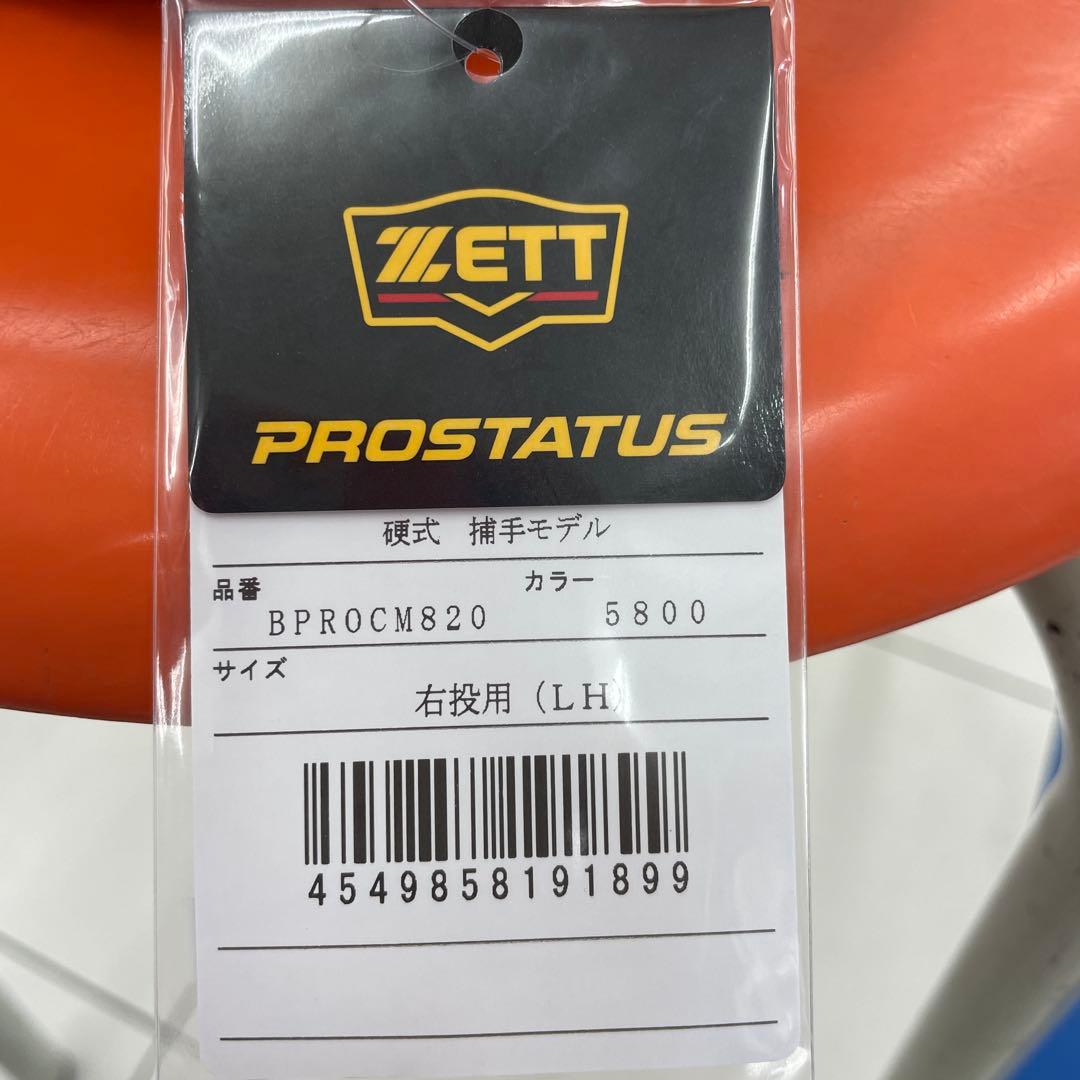 ZETT
PROSTATUS
硬式 捕手モデル
品番 カラー
BPROCM820 5800
サイズ
右投用（LH）
4549858191899